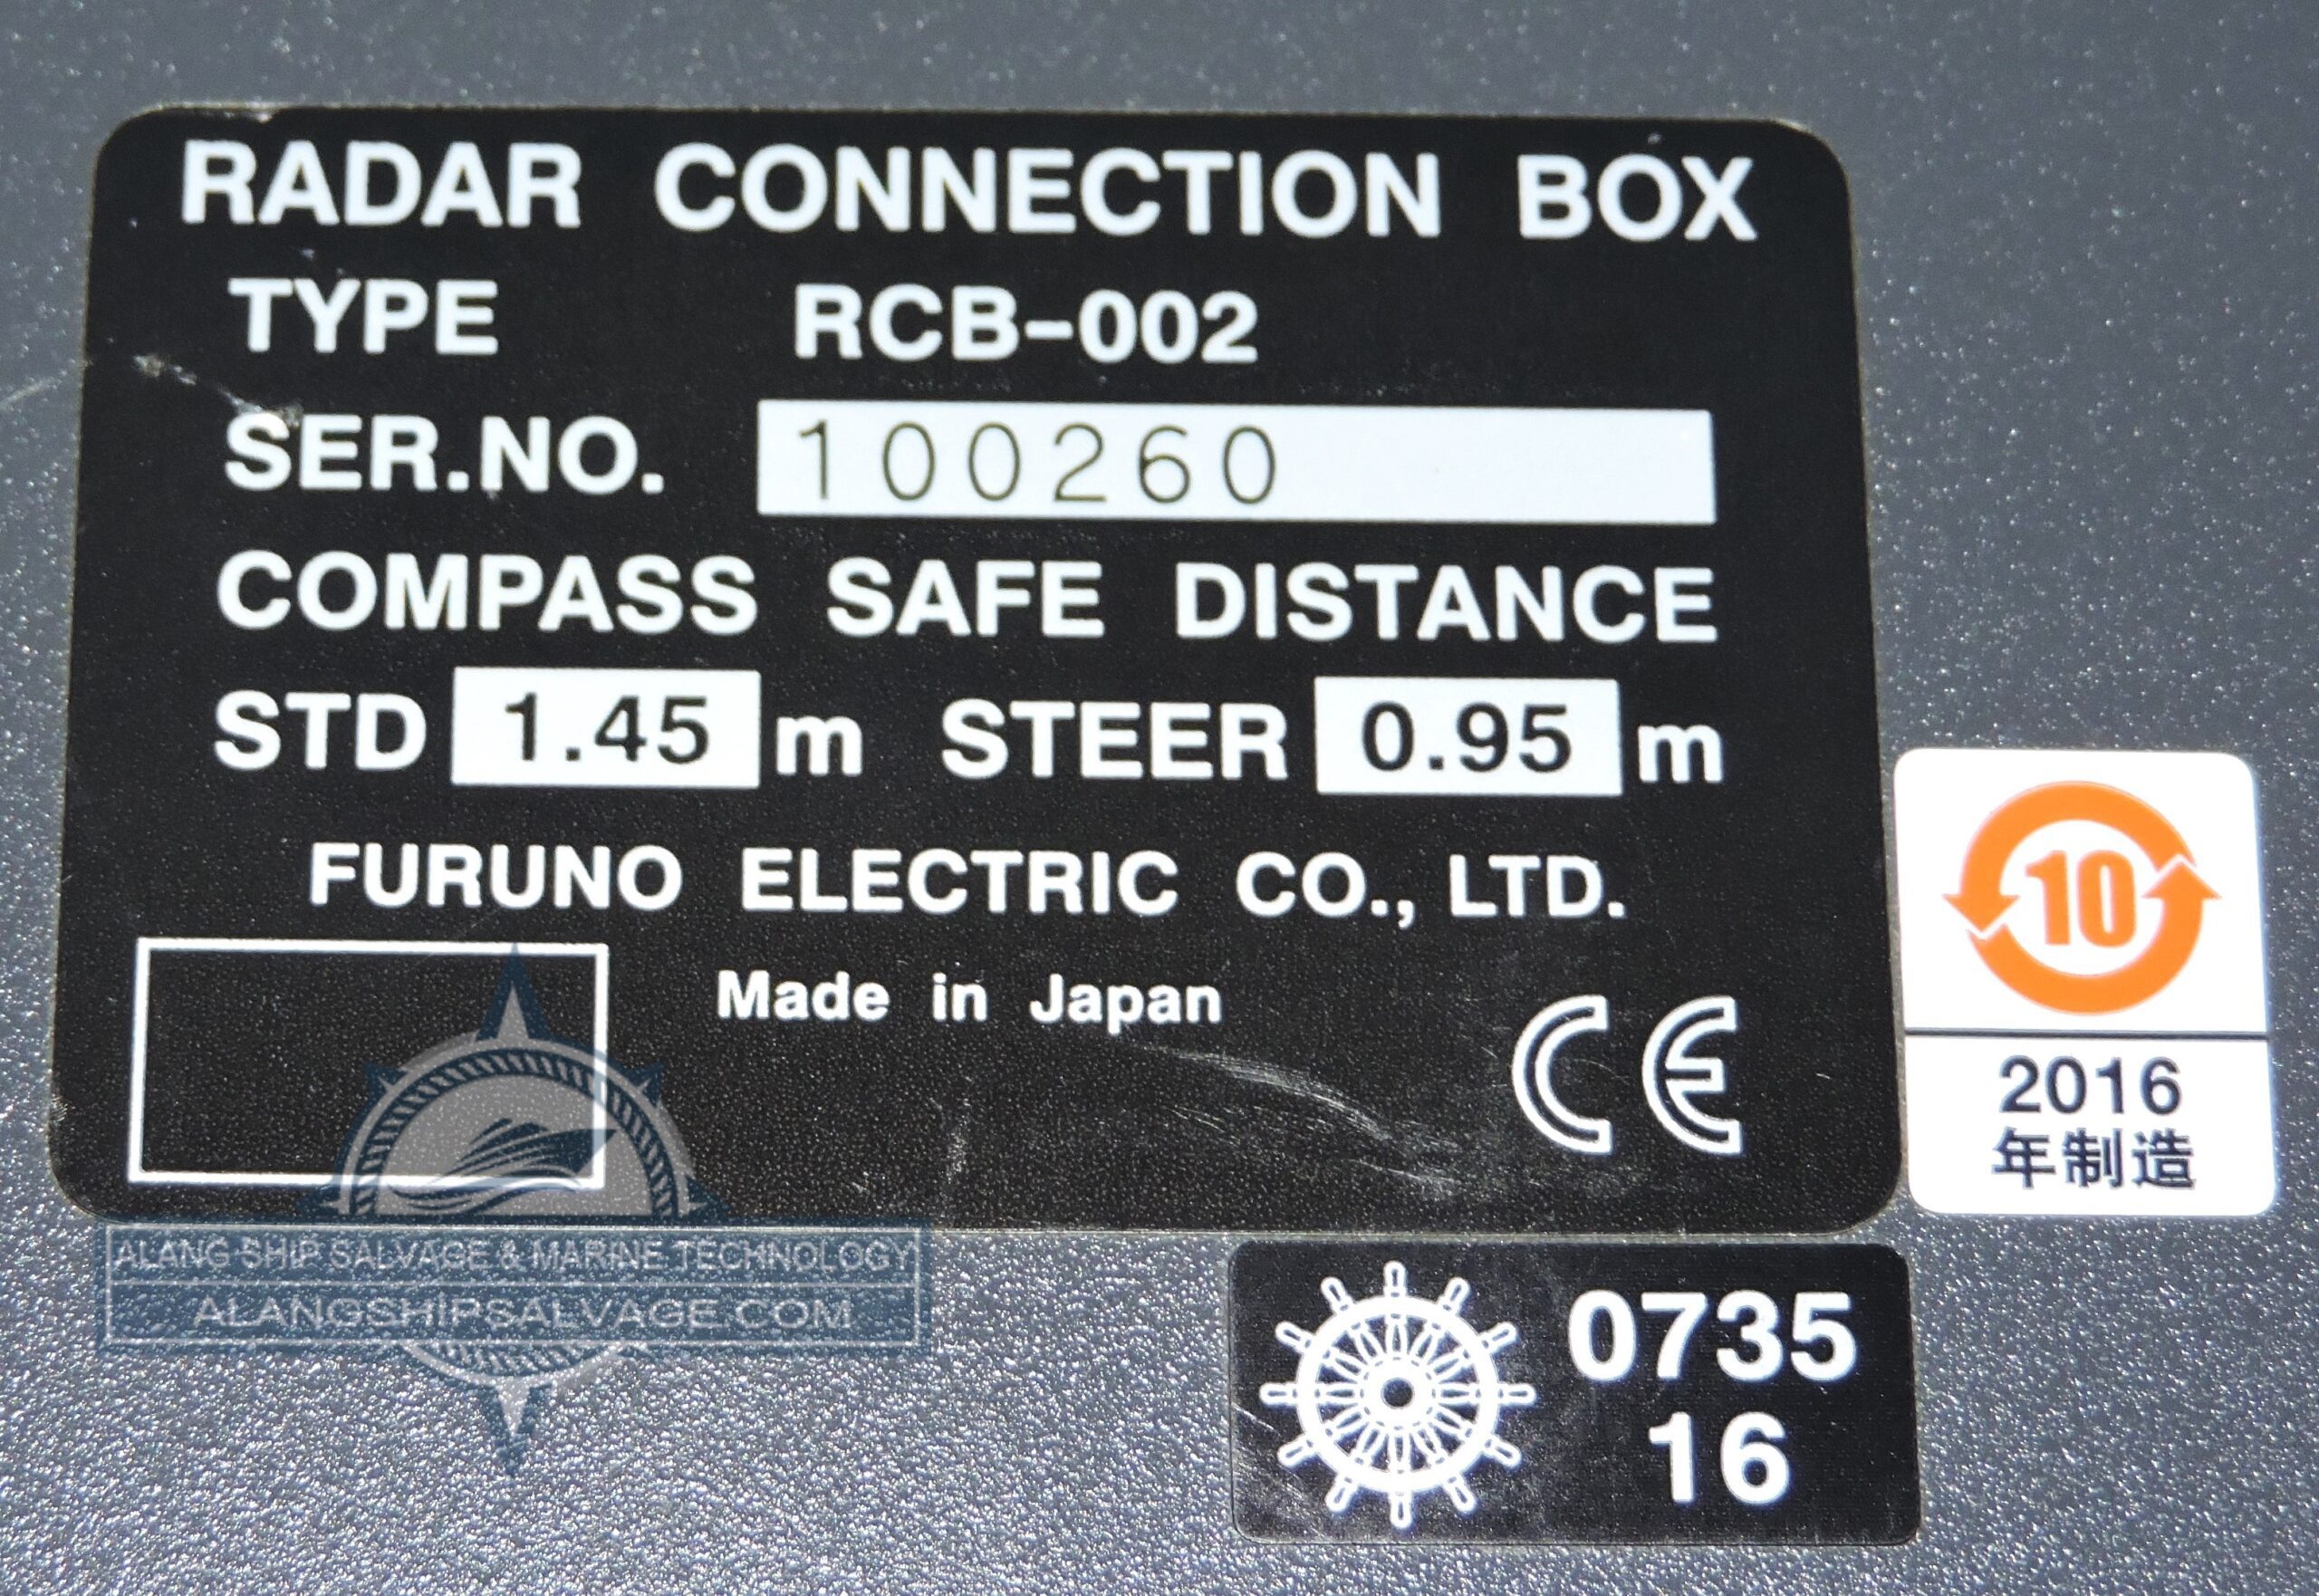 RADAR CONNECTION BOX
TYPE RCB-002
SER.NO. 100260
COMPASS SAFE DISTANCE
STD 1.45 m STEER 0.95 m
FURUNO ELECTRIC CO., LTD.
Made in Japan
CE
10
2016
年制造
0735
16
ALANG SHIP SALVAGE & MARINE TECHNOLOGY
ALANGSHIPSALVAGE.COM